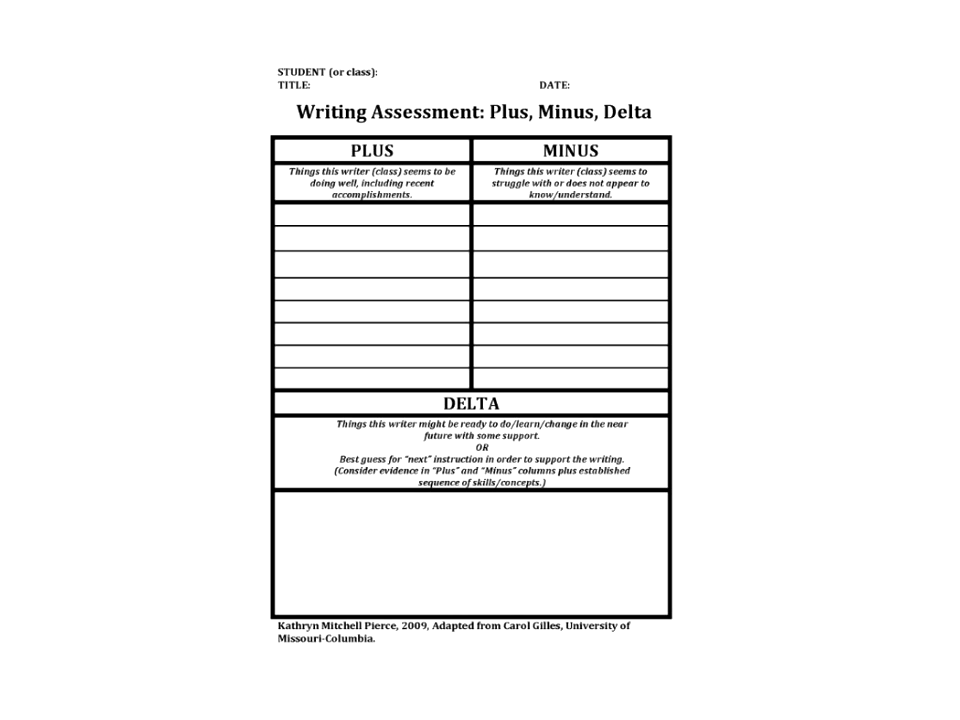 STUDENT (or class):
TITLE: DATE:
Writing Assessment: Plus, Minus, Delta
PLUS MINUS
Things this writer (class) seems to be
doing well, including recent
accomplishments.
Things this writer (class) seems to
struggle with or does not appear to
know/understand.
DELTA
Things this writer might be ready to do/learn/change in the near
future with some support.
OR
Best guess for "next" instruction in order to support the writing.
(Consider evidence in "Plus" and "Minus" columns plus established
sequence of skills/concepts.)
Kathryn Mitchell Pierce, 2009, Adapted from Carol Gilles, University of
Missouri-Columbia.